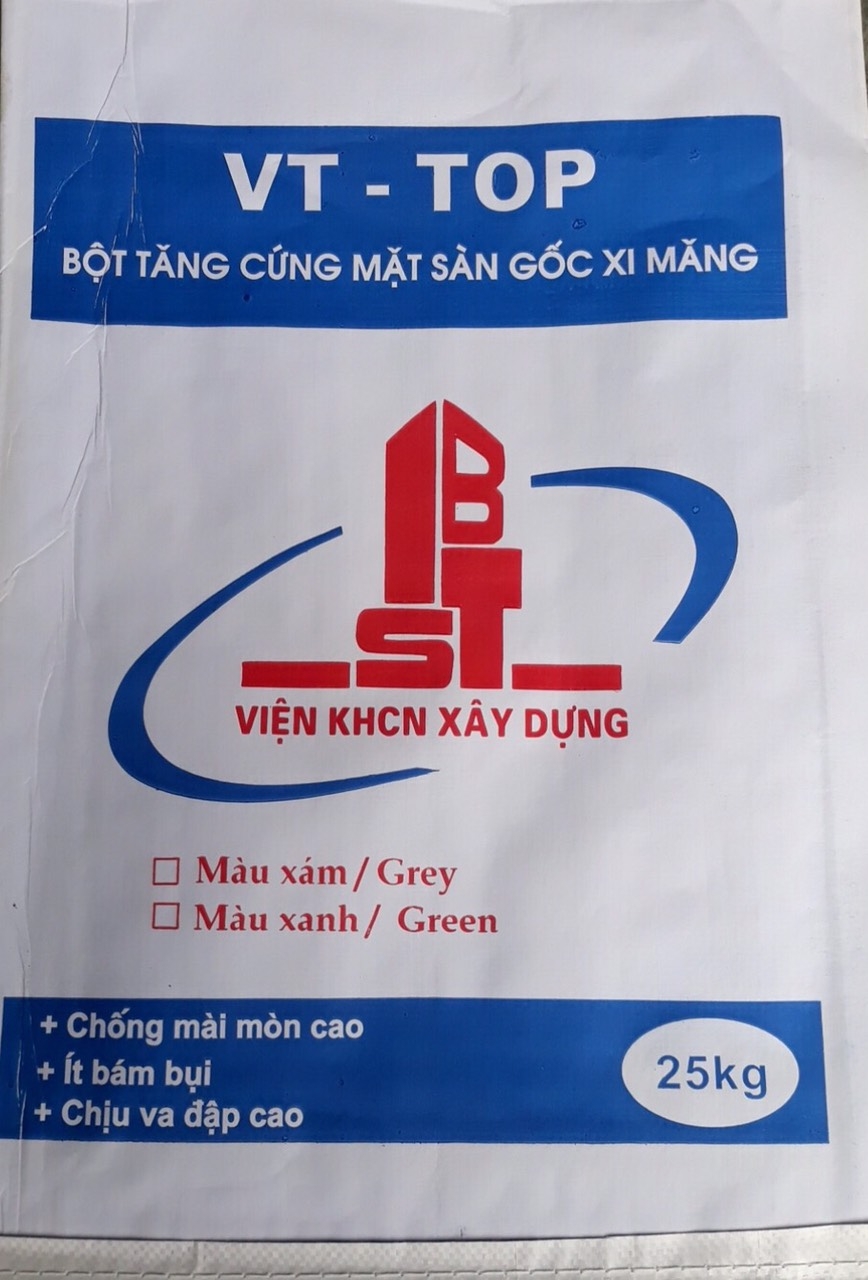 VT - TOP
BỘT TĂNG CỨNG MẶT SÀN GỐC XI MĂNG
IBST
VIỆN KHCN XÂY DỰNG
Màu xám / Grey
Màu xanh / Green
+ Chống mài mòn cao
+ Ít bám bụi
+ Chịu va đập cao
25kg